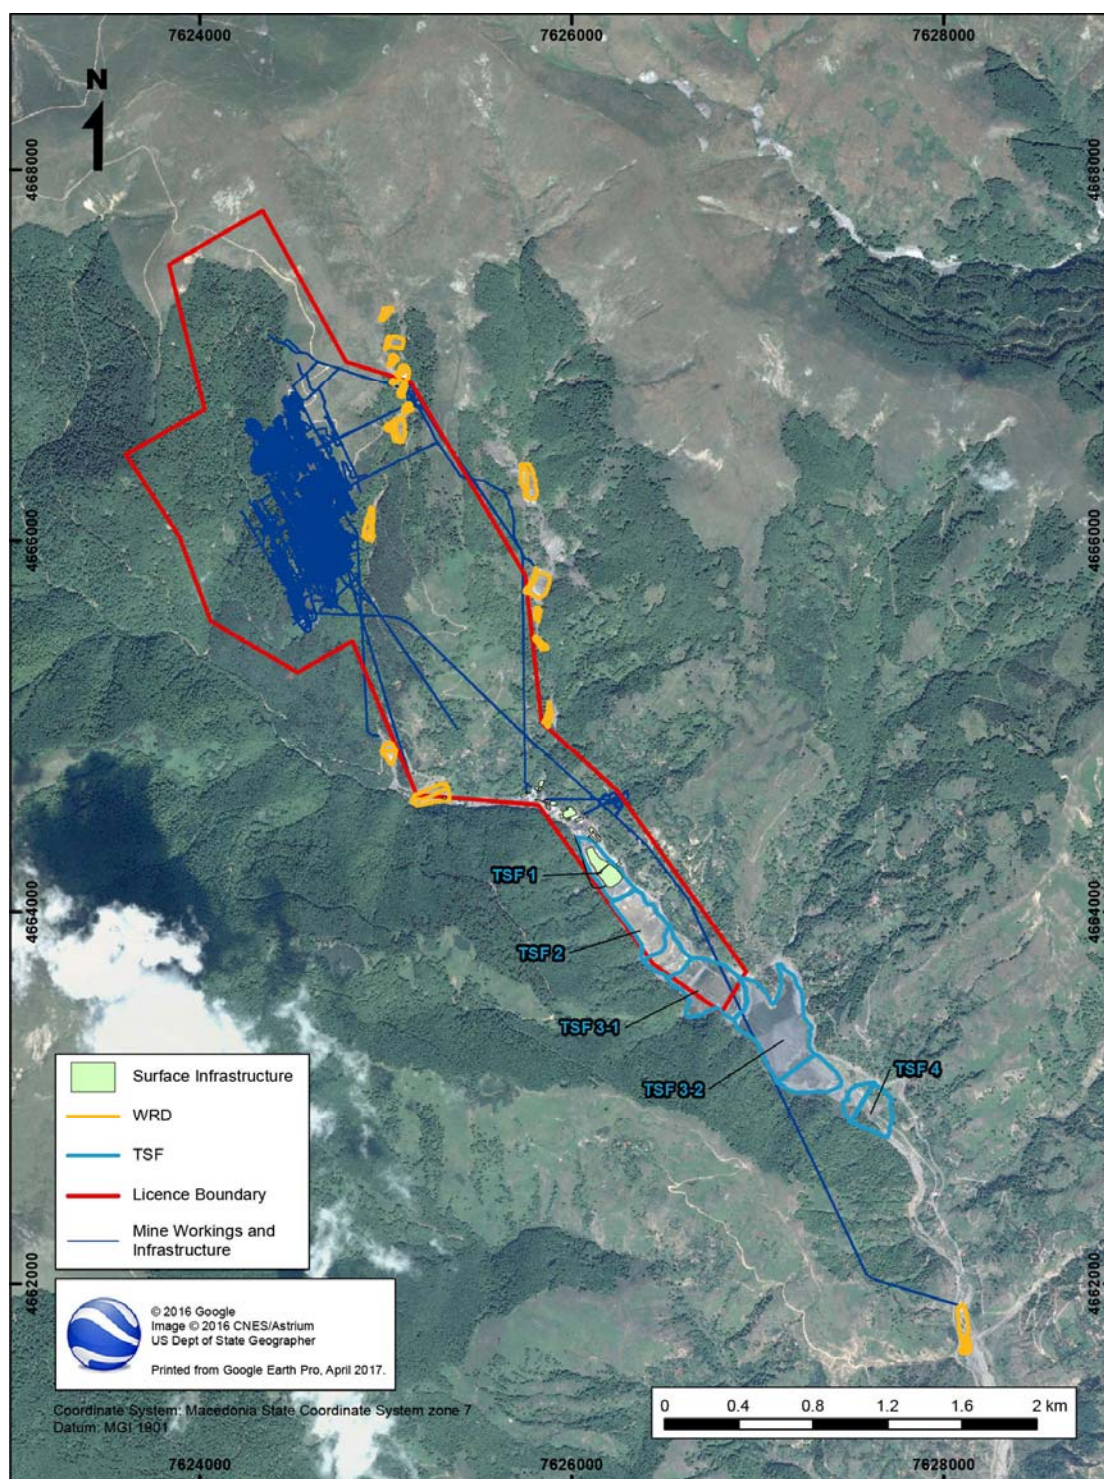 7624000
7626000
7628000
N
4668000
4668000
4666000
4666000
TSF 1
4664000
4664000
TSF 2
TSF 3-1
TSF 4
TSF 3-2
Surface Infrastructure
WRD
TSF
Licence Boundary
Mine Workings and
Infrastructure
4662000
4662000
© 2016 Google
Image © 2016 CNES/Astrium
US Dept of State Geographer
Printed from Google Earth Pro, April 2017.
Coordinate System: Macedonia State Coordinate System zone 7
Datum: MGI 1901
0 0.4 0.8 1.2 1.6 2 km
7624000
7626000
7628000